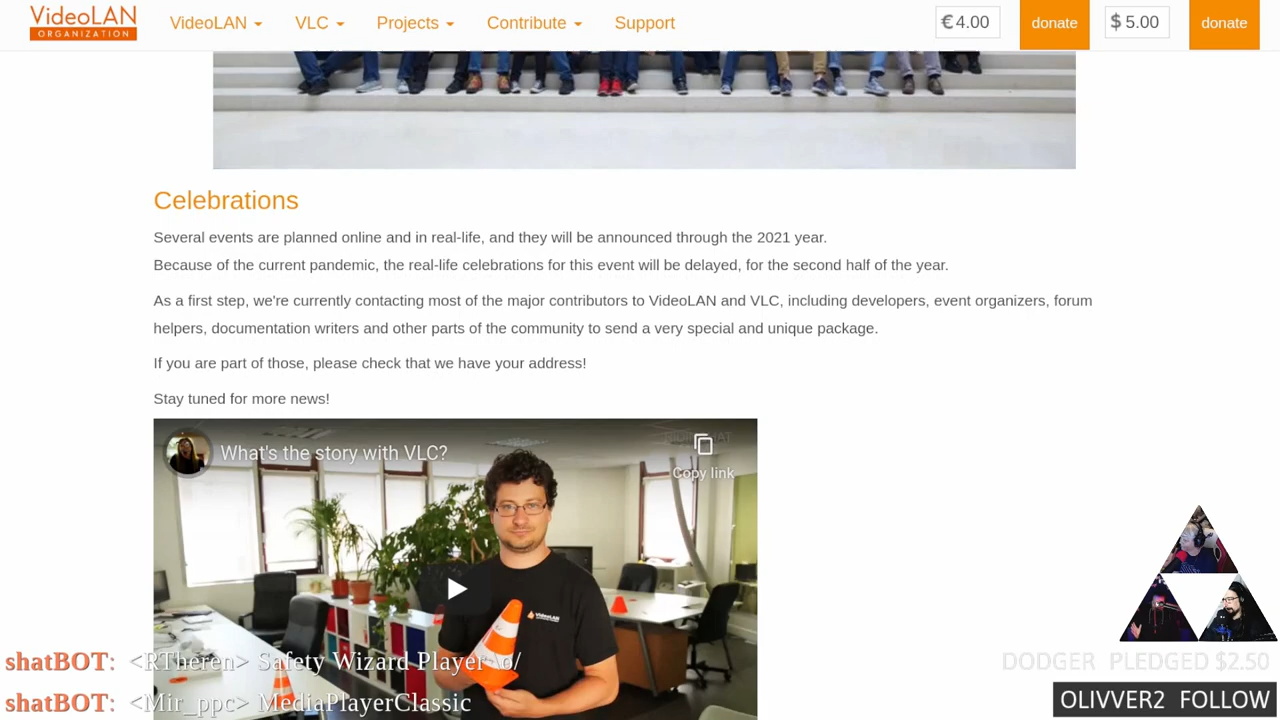 VideoLAN
ORGANIZATION
VideoLAN VLC Projects Contribute Support
€ 4.00 donate $ 5.00 donate
Celebrations
Several events are planned online and in real-life, and they will be announced through the 2021 year.
Because of the current pandemic, the real-life celebrations for this event will be delayed, for the second half of the year.
As a first step, we're currently contacting most of the major contributors to VideoLAN and VLC, including developers, event organizers, forum
helpers, documentation writers and other parts of the community to send a very special and unique package.
If you are part of those, please check that we have your address!
Stay tuned for more news!
What's the story with VLC?
Copy link
VideoLAN
shatBOT: <RTheren> Safety Wizard Player \o/
shatBOT: <Mir_ppc> MediaPlayerClassic
DODGER PLEDGED $2.50
OLIVVER2 FOLLOW